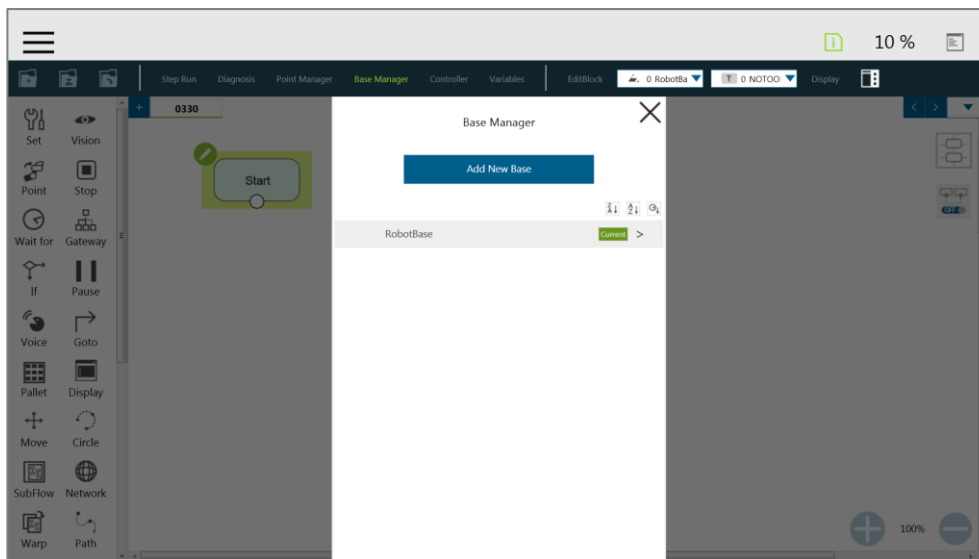 10 %
Step Run Diagnosis Point Manager Base Manager Controller Variables EditBlock 0 RobotBa T 0 NOTOO Display
0330
Set Vision
Point Stop
Wait for Gateway
If Pause
Voice Goto
Pallet Display
Move Circle
SubFlow Network
Warp Path
Start
Base Manager
Add New Base
RobotBase Current >
OFF
100%